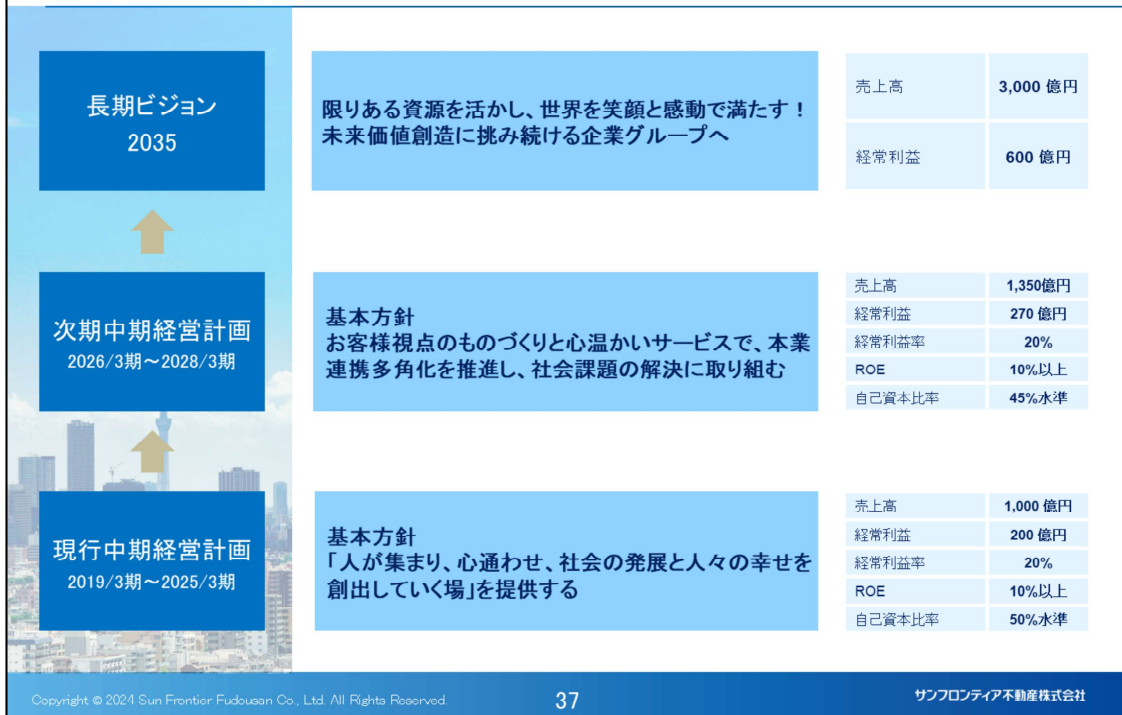 長期ビジョン
2035
限りある資源を活かし、世界を笑顔と感動で満たす！
未来価値創造に挑み続ける企業グループへ
売上高 3,000 億円
経常利益 600 億円
次期中期経営計画
2026/3期～2028/3期
基本方針
お客様視点のものづくりと心温かいサービスで、本業
連携多角化を推進し、社会課題の解決に取り組む
売上高 1,350億円
経常利益 270 億円
経常利益率 20%
ROE 10%以上
自己資本比率 45%水準
現行中期経営計画
2019/3期～2025/3期
基本方針
「人が集まり、心通わせ、社会の発展と人々の幸せを
創出していく場」を提供する
売上高 1,000 億円
経常利益 200 億円
経常利益率 20%
ROE 10%以上
自己資本比率 50%水準
Copyright © 2024 Sun Frontier Fudousan Co., Ltd. All Rights Reserved.
37
サンフロンティア不動産株式会社